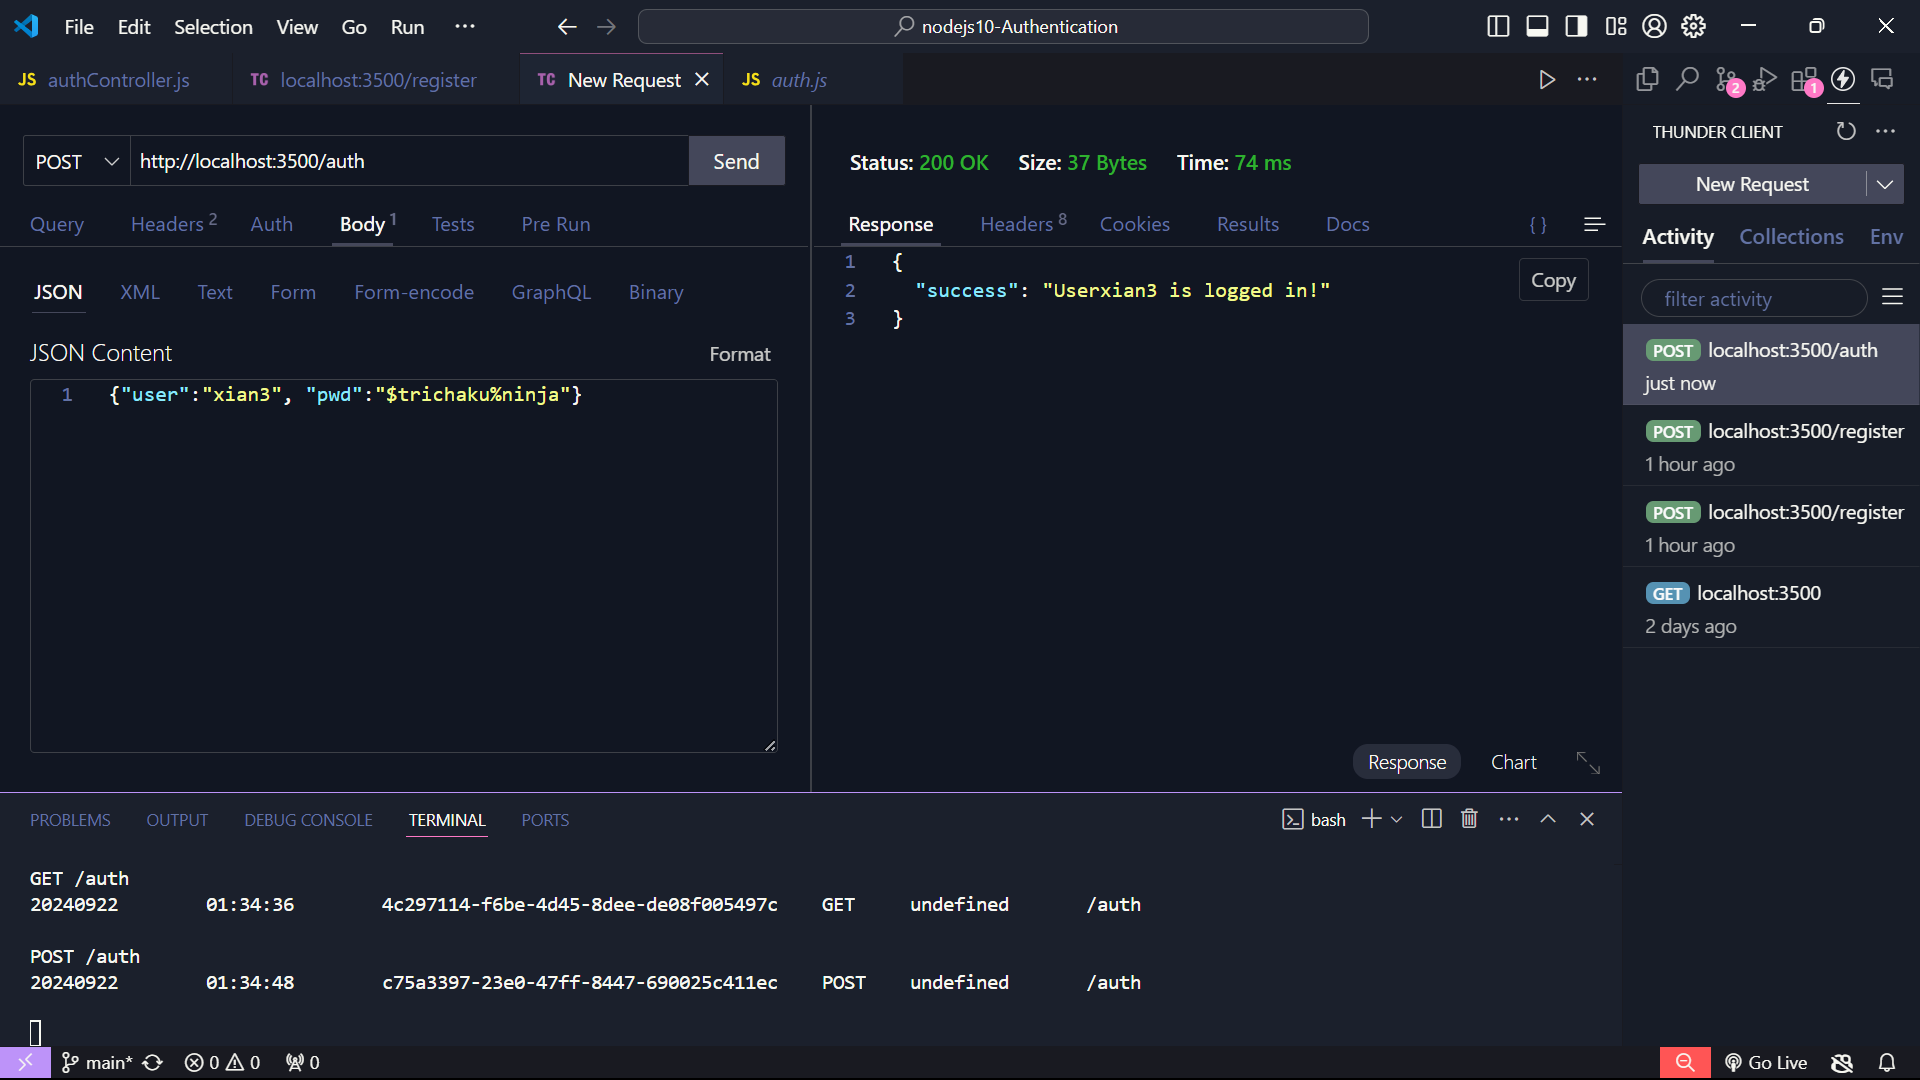 File Edit Selection View Go Run ···
nodejs10-Authentication
JS authController.js
TC localhost:3500/register
TC New Request
JS auth.js
2
1
POST http://localhost:3500/auth Send
Query Headers 2 Auth Body 1 Tests Pre Run
JSON XML Text Form Form-encode GraphQL Binary
JSON Content Format
1 {"user":"xian3", "pwd":"$trichaku%ninja"}
Status: 200 OK Size: 37 Bytes Time: 74 ms
Response Headers 8 Cookies Results Docs { }
1 {
2 "success": "Userxian3 is logged in!"
3 }
Copy
Response Chart
THUNDER CLIENT
New Request
Activity Collections Env
filter activity
POST localhost:3500/auth
just now
POST localhost:3500/register
1 hour ago
POST localhost:3500/register
1 hour ago
GET localhost:3500
2 days ago
PROBLEMS OUTPUT DEBUG CONSOLE TERMINAL PORTS
bash
GET /auth
20240922 01:34:36 4c297114-f6be-4d45-8dee-de08f005497c GET undefined /auth
POST /auth
20240922 01:34:48 c75a3397-23e0-47ff-8447-690025c411ec POST undefined /auth
main* 0 0 0
Go Live